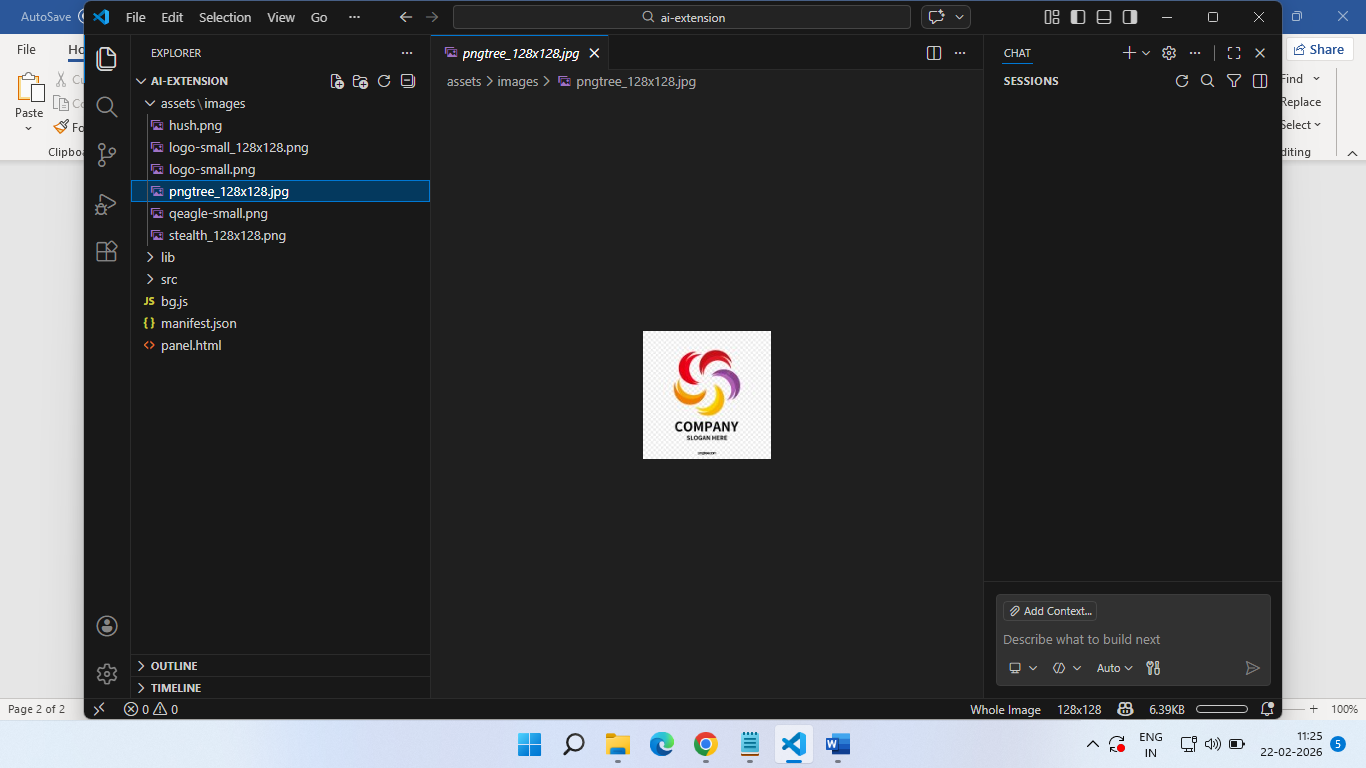 AutoSave
File
Ho
Paste
Cu
Co
Fo
Clipboa
Page 2 of 2
File Edit Selection View Go ···
ai-extension
EXPLORER
AI-EXTENSION
assets\images
hush.png
logo-small_128x128.png
logo-small.png
pngtree_128x128.jpg
qeagle-small.png
stealth_128x128.png
lib
src
JS bg.js
{} manifest.json
<> panel.html
OUTLINE
TIMELINE
pngtree_128x128.jpg
assets > images > pngtree_128x128.jpg
COMPANY
SLOGAN HERE
CHAT
SESSIONS
Add Context...
Describe what to build next
Auto
0 0
Whole Image 128x128 6.39KB
Share
Find
Replace
Select
diting
100%
ENG
IN
11:25
22-02-2026
5